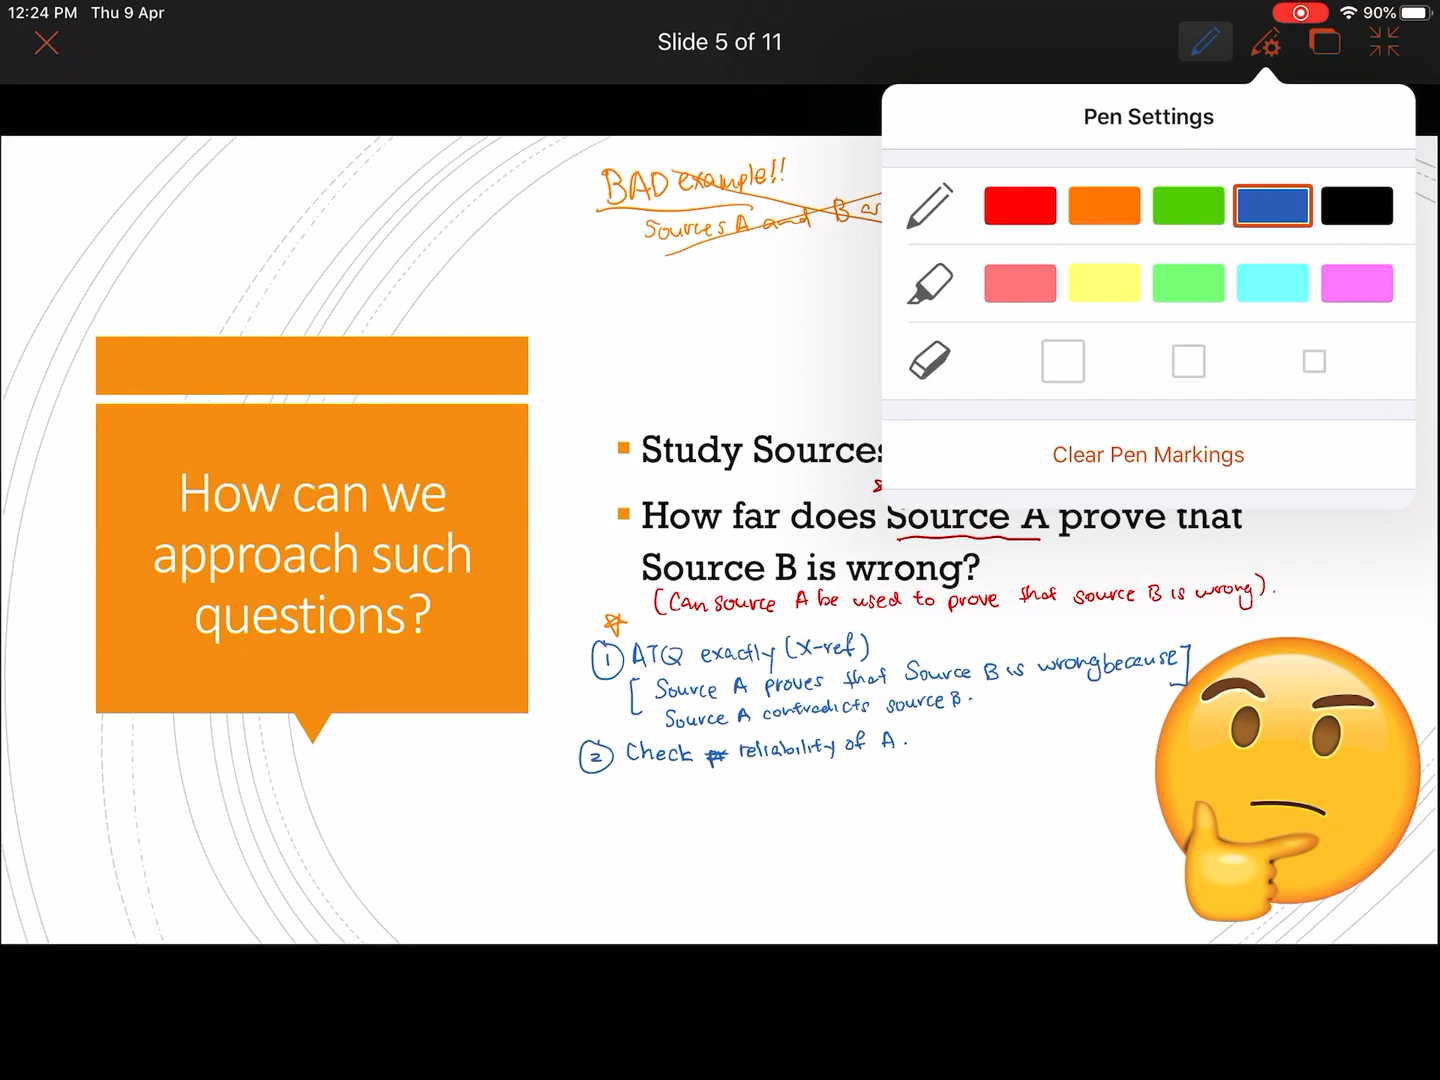 12:24 PM Thu 9 Apr
90%
Slide 5 of 11
Pen Settings
Clear Pen Markings
BAD example!!
Sources A and B ar
How can we
approach such
questions?
Study Sources
How far does Source A prove that
Source B is wrong?
(Can source A be used to prove that source B is wrong).
1 ATQ exactly (X-ref)
[Source A proves that Source B is wrong because]
Source A contradicts source B.
2 Check reliability of A.